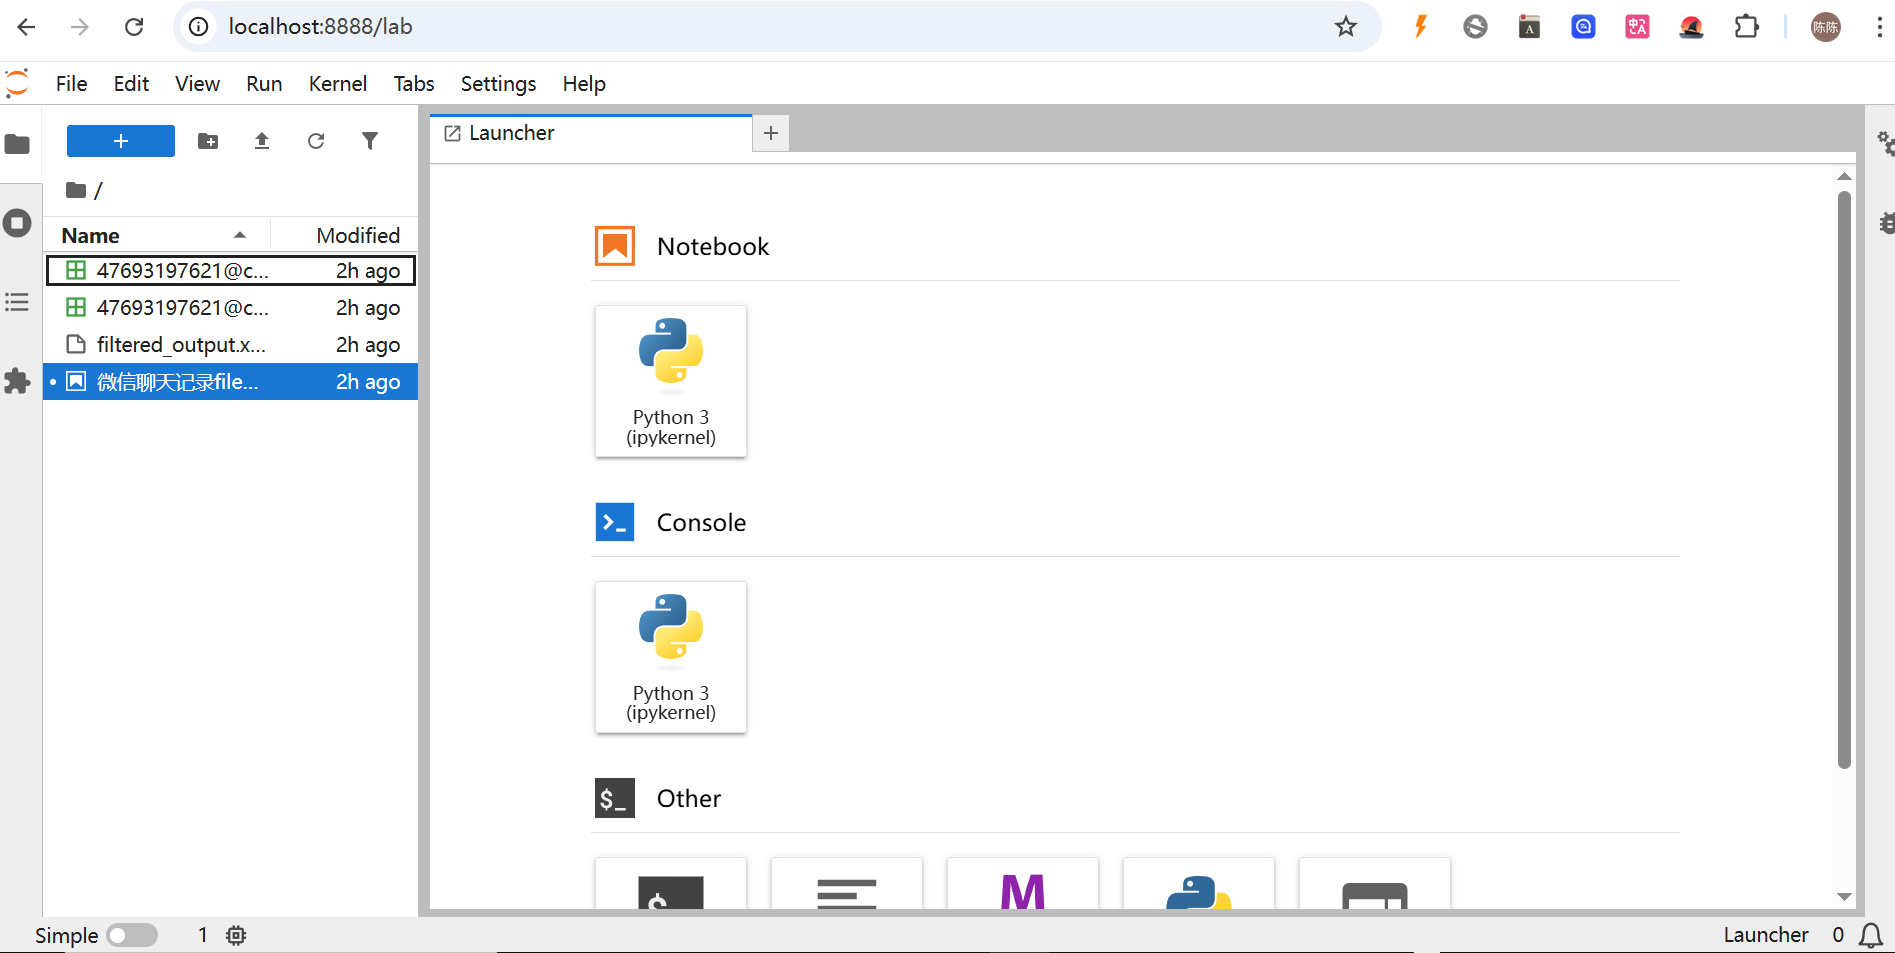 localhost:8888/lab
陈陈
File Edit View Run Kernel Tabs Settings Help
+
/
Name Modified
47693197621@c... 2h ago
47693197621@c... 2h ago
filtered_output.x... 2h ago
微信聊天记录file... 2h ago
Launcher +
Notebook
Python 3
(ipykernel)
Console
Python 3
(ipykernel)
$_ Other
$
M
Simple 1
Launcher 0